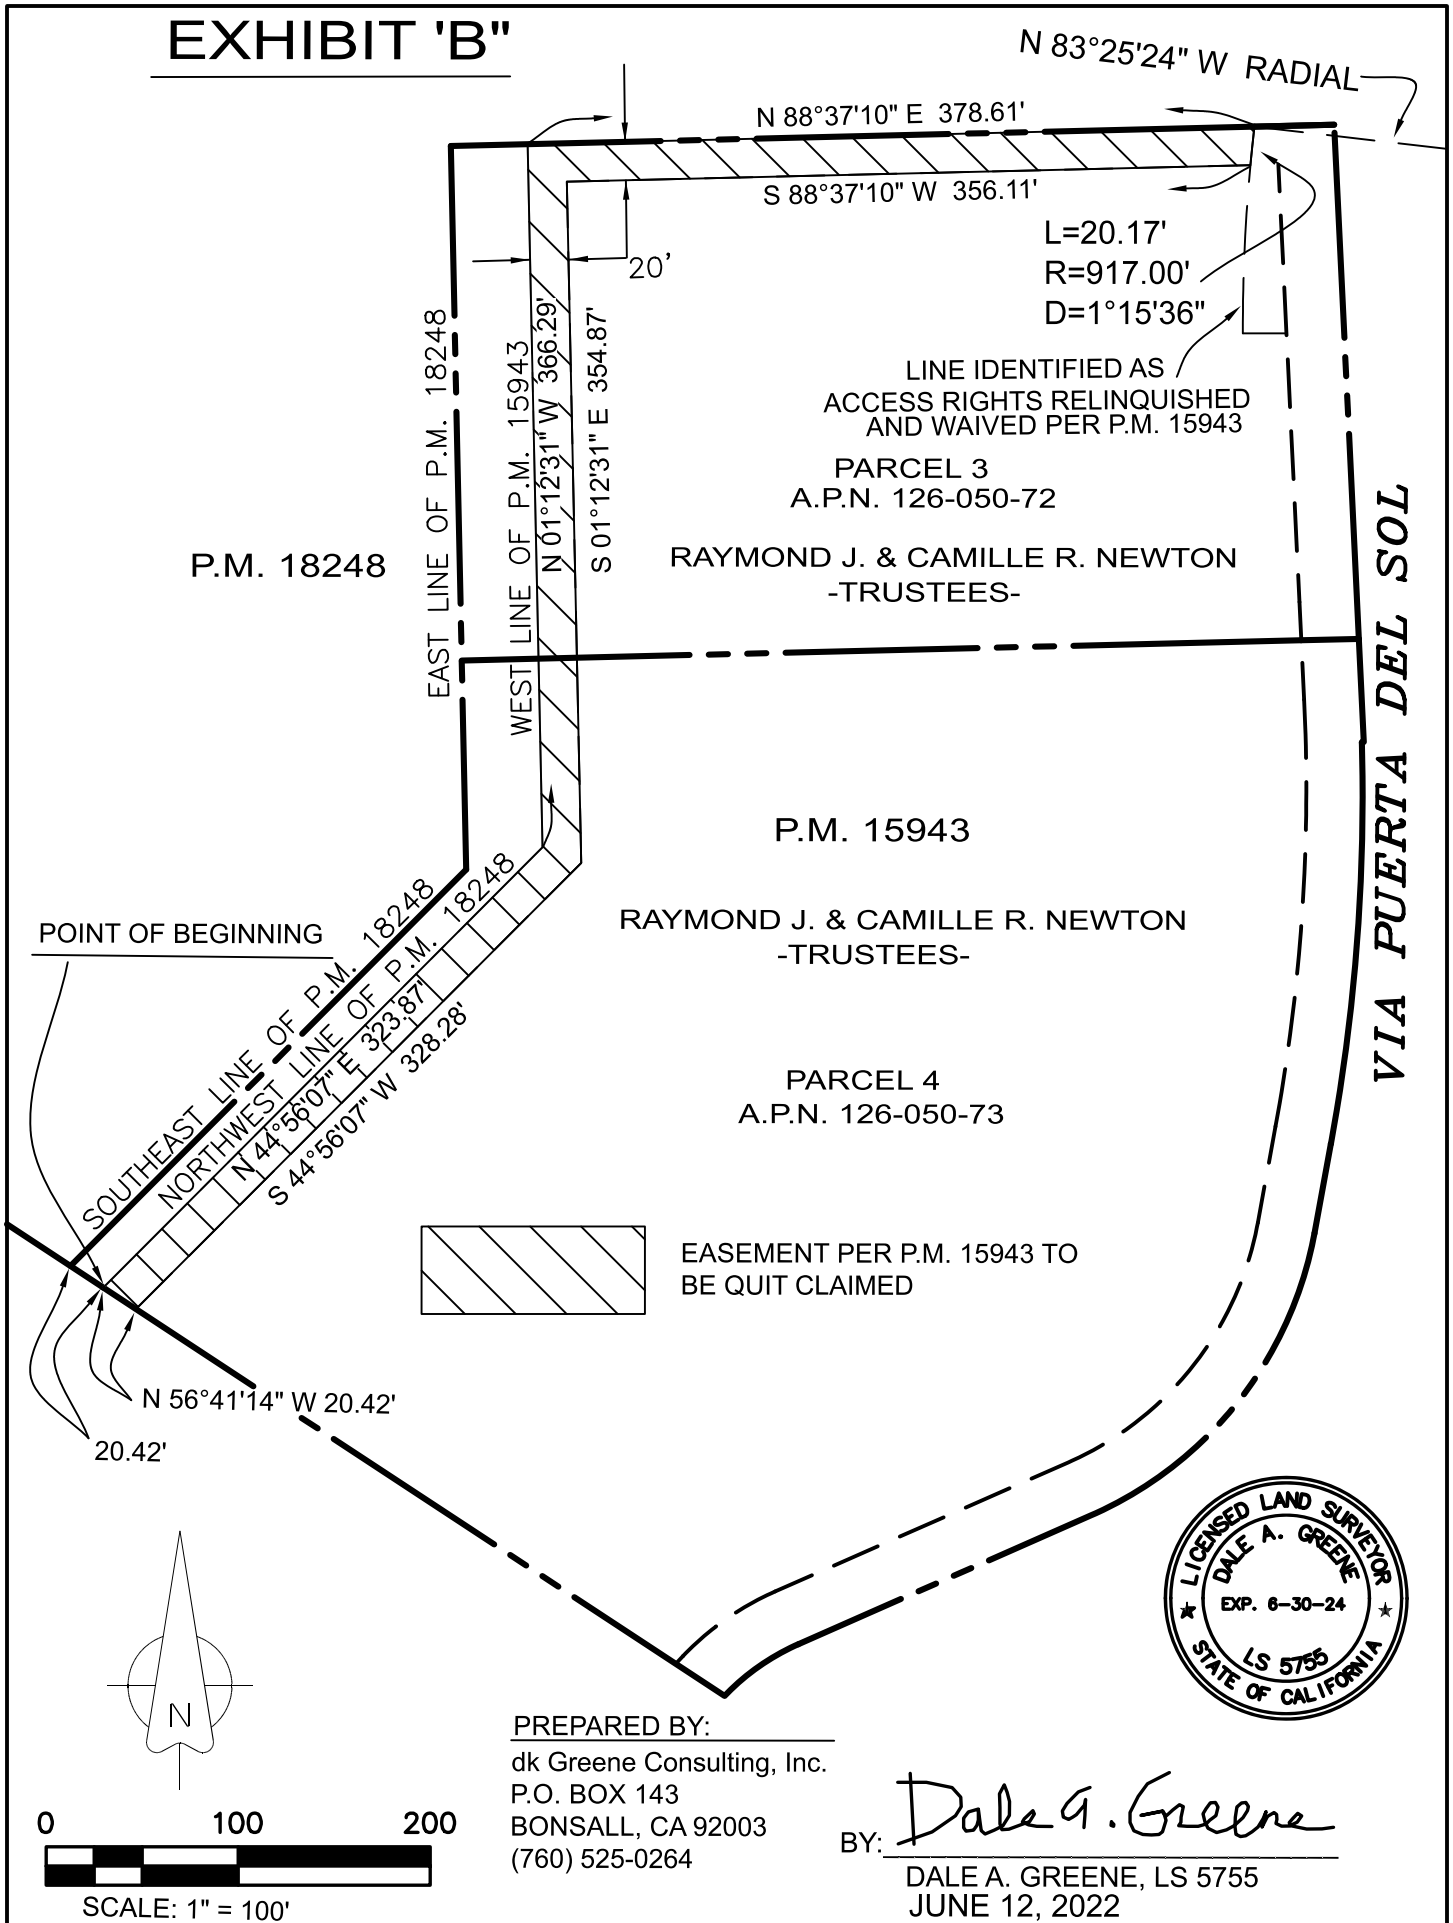 EXHIBIT 'B"
N 83°25'24" W RADIAL
N 88°37'10" E 378.61'
S 88°37'10" W 356.11'
20'
L=20.17'
R=917.00'
D=1°15'36"
LINE IDENTIFIED AS
ACCESS RIGHTS RELINQUISHED
AND WAIVED PER P.M. 15943
EAST LINE OF P.M. 18248
WEST LINE OF P.M. 15943
N 01°12'31" W 366.29'
S 01°12'31" E 354.87'
PARCEL 3
A.P.N. 126-050-72
RAYMOND J. & CAMILLE R. NEWTON
-TRUSTEES-
P.M. 18248
VIA PUERTA DEL SOL
P.M. 15943
RAYMOND J. & CAMILLE R. NEWTON
-TRUSTEES-
PARCEL 4
A.P.N. 126-050-73
POINT OF BEGINNING
SOUTHEAST LINE OF P.M. 18248
NORTHWEST LINE OF P.M. 18248
N 44°56'07" E 323.87'
S 44°56'07" W 328.28'
EASEMENT PER P.M. 15943 TO
BE QUIT CLAIMED
N 56°41'14" W 20.42'
20.42'
LICENSED LAND SURVEYOR
DALE A. GREENE
EXP. 6-30-24
LS 5755
STATE OF CALIFORNIA
N
PREPARED BY:
dk Greene Consulting, Inc.
P.O. BOX 143
BONSALL, CA 92003
(760) 525-0264
0 100 200
SCALE: 1" = 100'
Dale A. Greene
BY:
DALE A. GREENE, LS 5755
JUNE 12, 2022